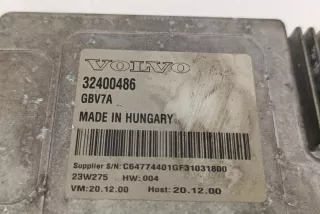 VOLVO
32400486
GBV7A
MADE IN HUNGARY
Supplier S/N: C64774401GF31031800
23W275 HW: 004
VM: 20.12.00 Host: 20.12.00